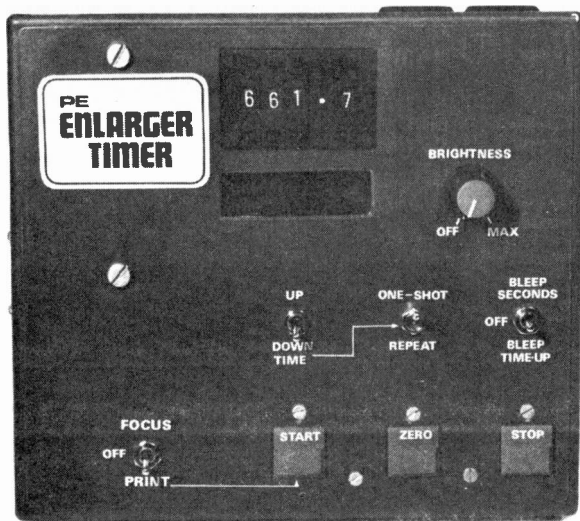 PE
ENLARGER
TIMER
661.7
BRIGHTNESS
OFF MAX
UP
DOWN
TIME
ONE-SHOT
REPEAT
BLEEP
SECONDS
OFF
BLEEP
TIME-UP
FOCUS
OFF
PRINT
START
ZERO
STOP